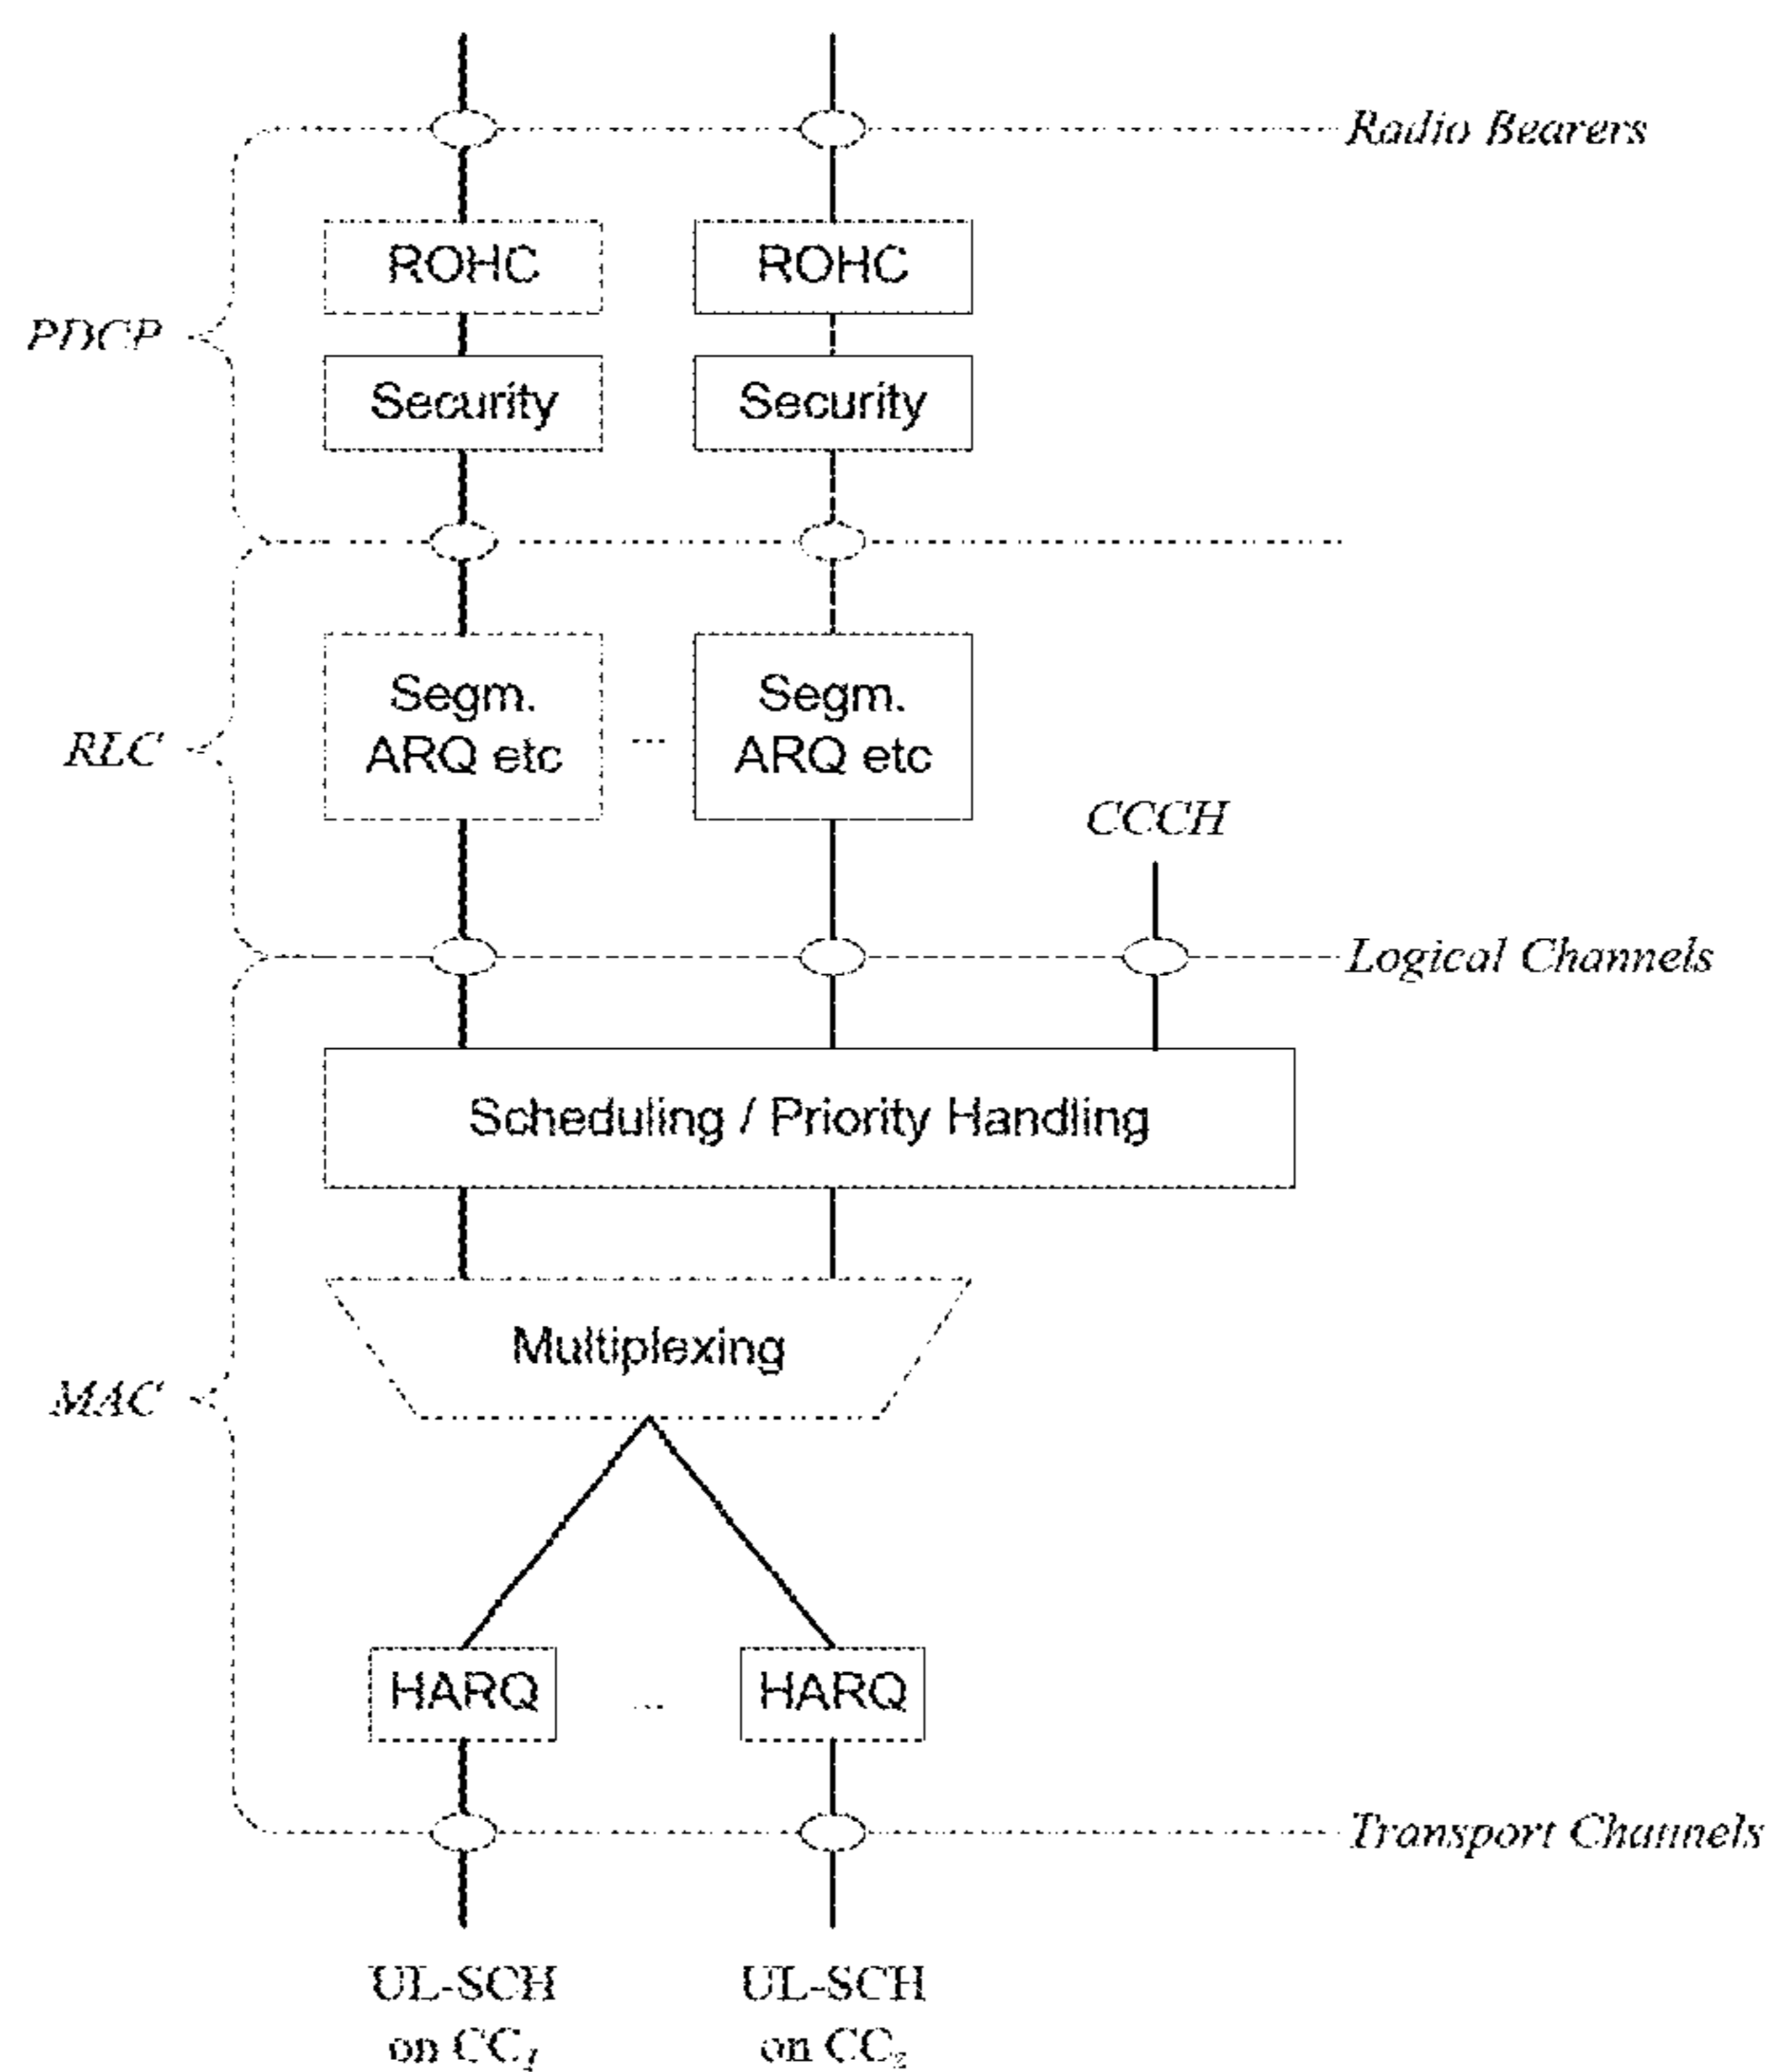 Radio Bearers
ROHC
ROHC
PDCP
Security
Security
Segm.
ARQ etc
...
Segm.
ARQ etc
RLC
CCCH
Logical Channels
Scheduling / Priority Handling
Multiplexing
MAC
HARQ
...
HARQ
Transport Channels
UL-SCH
on CC1
UL-SCH
on CC2